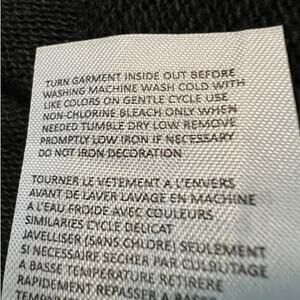 TURN GARMENT INSIDE OUT BEFORE
WASHING MACHINE WASH COLD WITH
LIKE COLORS ON GENTLE CYCLE USE
NON-CHLORINE BLEACH ONLY WHEN
NEEDED TUMBLE DRY LOW REMOVE
PROMPTLY LOW IRON IF NECESSARY
DO NOT IRON DECORATION
TOURNER LE VETEMENT A L'ENVERS
AVANT DE LAVER LAVAGE EN MACHINE
A L'EAU FROIDE AVEC COULEURS
SIMILARIES CYCLE DELICAT
JAVELLISER (SANS CHLORE) SEULEMENT
SI NECESSAIRE SECHER PAR CULBUTAGE
A BASSE TEMPERATURE RETIRERE
RAPIDEMENT REPASSER A BASSE